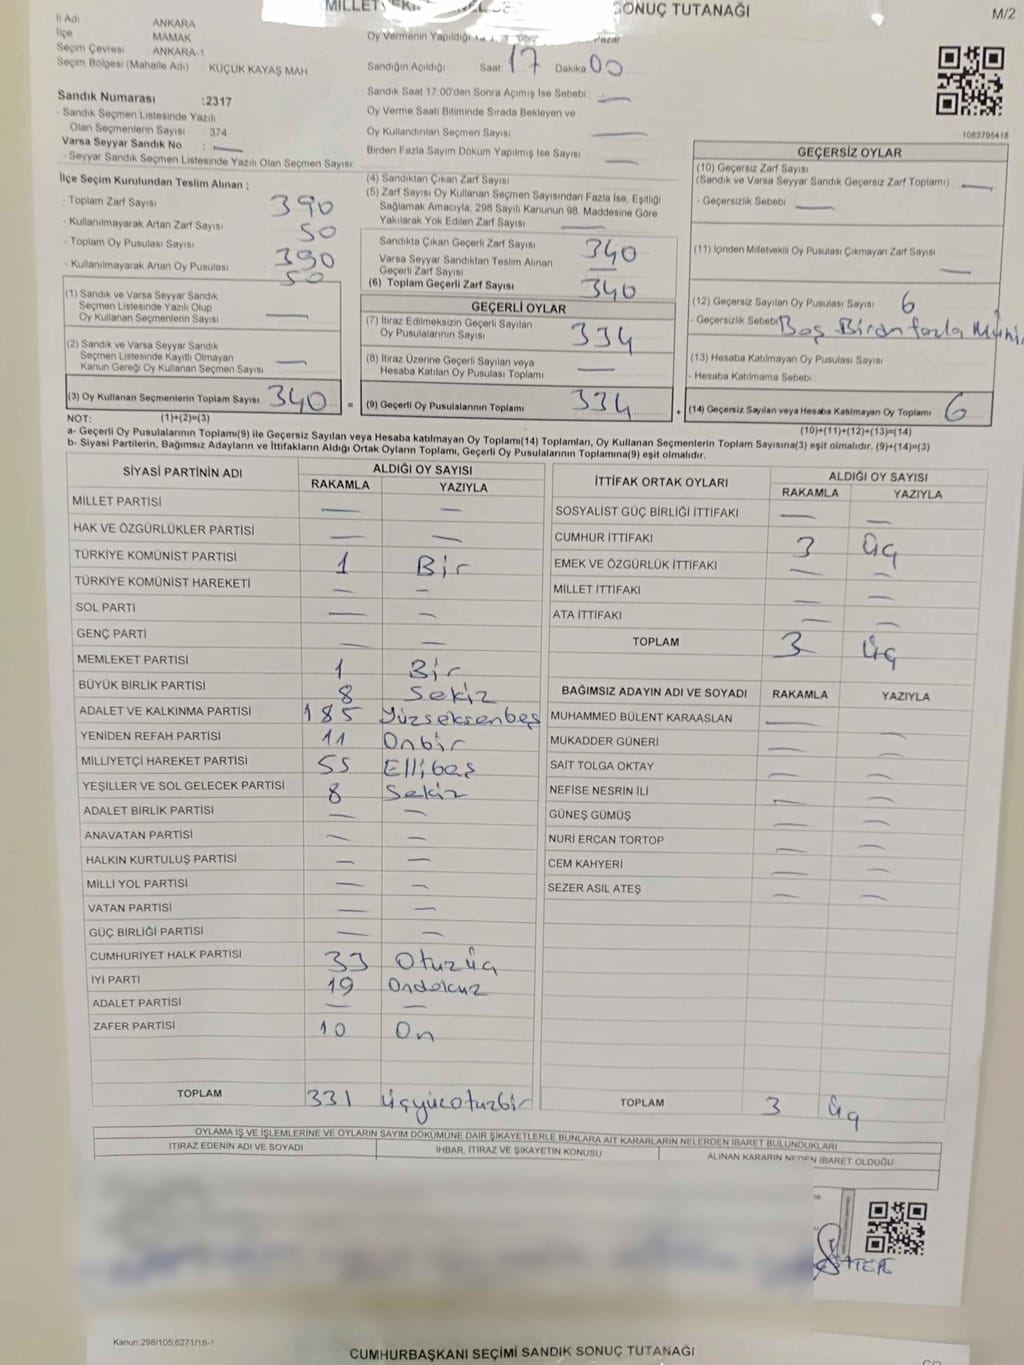 SONUÇ TUTANAĞI
M/2
İl Adı ANKARA
İlçe MAMAK
Seçim Çevresi ANKARA-1
Seçim Bölgesi (Mahalle Adı) KÜÇÜK KAYAŞ MAH
Oy Vermenin Yapıldığı
Sandığın Açıldığı Saat 17 Dakika 00
Sandık Saat 17:00'den Sonra Açımış İse Sebebi : —
Oy Verme Saati Bitiminde Sırada Bekleyen ve
Oy Kullandırılan Seçmen Sayısı —
Birden Fazla Sayım Döküm Yapılmış İse Sayısı —
1083795418
Sandık Numarası :2317
- Sandık Seçmen Listesinde Yazılı
Olan Seçmenlerin Sayısı : 374
Varsa Seyyar Sandık No : —
- Seyyar Sandık Seçmen Listesinde Yazılı Olan Seçmen Sayısı:
İlçe Seçim Kurulundan Teslim Alınan ;
- Toplam Zarf Sayısı 390
- Kullanılmayarak Artan Zarf Sayısı 50
- Toplam Oy Pusulası Sayısı 390
- Kullanılmayarak Artan Oy Pusulası 50
(1) Sandık ve Varsa Seyyar Sandık
Seçmen Listesinde Yazılı Olup
Oy Kullanan Seçmenlerin Sayısı —
(2) Sandık ve Varsa Seyyar Sandık
Seçmen Listesinde Kayıtlı Olmayan
Kanun Gereği Oy Kullanan Seçmen Sayısı —
(3) Oy Kullanan Seçmenlerin Toplam Sayısı 340
(4) Sandıktan Çıkan Zarf Sayısı
(5) Zarf Sayısı Oy Kullanan Seçmen Sayısından Fazla İse, Eşitliği
Sağlamak Amacıyla, 298 Sayılı Kanunun 98. Maddesine Göre
Yakılarak Yok Edilen Zarf Sayısı —
Sandıkta Çıkan Geçerli Zarf Sayısı 340
Varsa Seyyar Sandıktan Teslim Alınan
Geçerli Zarf Sayısı —
(6) Toplam Geçerli Zarf Sayısı 340
GEÇERLİ OYLAR
(7) İtiraz Edilmeksizin Geçerli Sayılan
Oy Pusulalarının Sayısı 334
(8) İtiraz Üzerine Geçerli Sayılan veya
Hesaba Katılan Oy Pusulası Toplamı —
= (9) Geçerli Oy Pusulalarının Toplamı 334
GEÇERSİZ OYLAR
(10) Geçersiz Zarf Sayısı
(Sandık ve Varsa Seyyar Sandık Geçersiz Zarf Toplamı) —
- Geçersizlik Sebebi —
(11) İçinden Milletvekili Oy Pusulası Çıkmayan Zarf Sayısı —
(12) Geçersiz Sayılan Oy Pusulası Sayısı 6
- Geçersizlik Sebebi Boş Birden fazla Mühi
(13) Hesaba Katılmayan Oy Pusulası Sayısı
- Hesaba Katılmama Sebebi
+ (14) Geçersiz Sayılan veya Hesaba Katılmayan Oy Toplamı 6
NOT: (1)+(2)=(3) (10)+(11)+(12)+(13)=(14)
a- Geçerli Oy Pusulalarının Toplamı(9) ile Geçersiz Sayılan veya Hesaba katılmayan Oy Toplamı(14) Toplamları, Oy Kullanan Seçmenlerin Toplam Sayısına(3) eşit olmalıdır. (9)+(14)=(3)
b- Siyasi Partilerin, Bağımsız Adayların ve İttifakların Aldığı Ortak Oyların Toplamı, Geçerli Oy Pusulalarının Toplamına(9) eşit olmalıdır.
SİYASİ PARTİNİN ADI ALDIĞI OY SAYISI
RAKAMLA YAZIYLA
MİLLET PARTİSİ — —
HAK VE ÖZGÜRLÜKLER PARTİSİ — —
TÜRKİYE KOMÜNİST PARTİSİ 1 Bir
TÜRKİYE KOMÜNİST HAREKETİ — —
SOL PARTİ — —
GENÇ PARTİ — —
MEMLEKET PARTİSİ 1 Bir
BÜYÜK BİRLİK PARTİSİ 8 Sekiz
ADALET VE KALKINMA PARTİSİ 185 Yüzseksenbeş
YENİDEN REFAH PARTİSİ 11 Onbir
MİLLİYETÇİ HAREKET PARTİSİ 55 Ellibeş
YEŞİLLER VE SOL GELECEK PARTİSİ 8 Sekiz
ADALET BİRLİK PARTİSİ — —
ANAVATAN PARTİSİ — —
HALKIN KURTULUŞ PARTİSİ — —
MİLLİ YOL PARTİSİ — —
VATAN PARTİSİ — —
GÜÇ BİRLİĞİ PARTİSİ — —
CUMHURİYET HALK PARTİSİ 33 Otuzüç
İYİ PARTİ 19 Ondokuz
ADALET PARTİSİ — —
ZAFER PARTİSİ 10 On
TOPLAM 331 Üçyüzotuzbir
İTTİFAK ORTAK OYLARI ALDIĞI OY SAYISI
RAKAMLA YAZIYLA
SOSYALİST GÜÇ BİRLİĞİ İTTİFAKI — —
CUMHUR İTTİFAKI 3 Üç
EMEK VE ÖZGÜRLÜK İTTİFAKI — —
MİLLET İTTİFAKI — —
ATA İTTİFAKI — —
TOPLAM 3 Üç
BAĞIMSIZ ADAYIN ADI VE SOYADI RAKAMLA YAZIYLA
MUHAMMED BÜLENT KARAASLAN — —
MUKADDER GÜNERİ — —
SAİT TOLGA OKTAY — —
NEFİSE NESRİN İLİ — —
GÜNEŞ GÜMÜŞ — —
NURİ ERCAN TORTOP — —
CEM KAHYERİ — —
SEZER ASİL ATEŞ — —
TOPLAM 3 Üç
OYLAMA İŞ VE İŞLEMLERİNE VE OYLARIN SAYIM DÖKÜMÜNE DAİR ŞİKAYETLERLE BUNLARA AİT KARARLARIN NELERDEN İBARET BULUNDUKLARI
İTİRAZ EDENİN ADI VE SOYADI İHBAR, İTİRAZ VE ŞİKAYETİN KONUSU ALINAN KARARIN NEDEN İBARET OLDUĞU
Kanun:298/105;6271/18-1
CUMHURBAŞKANI SEÇİMİ SANDIK SONUÇ TUTANAĞI